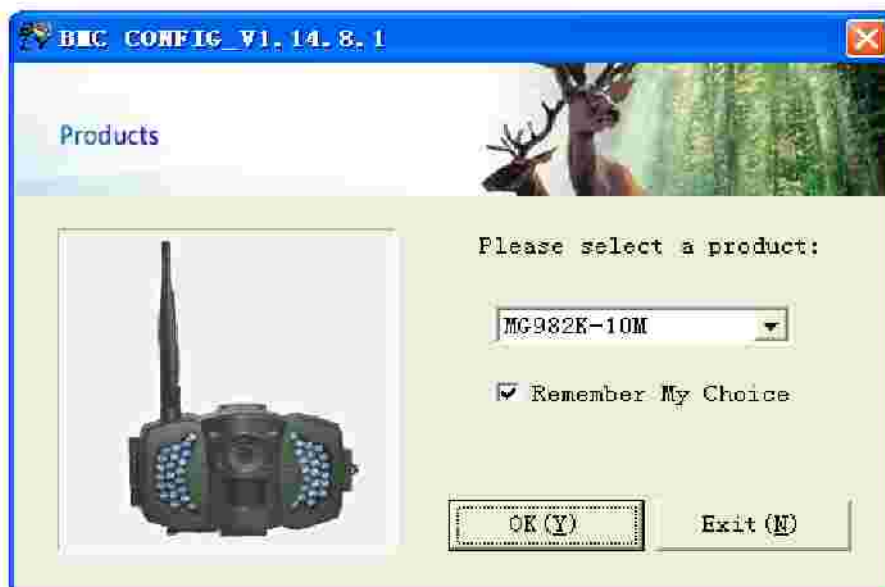 BMC CONFIG_V1.14.8.1
Products
Please select a product:
MG982K-10M
Remember My Choice
OK(Y)
Exit(N)